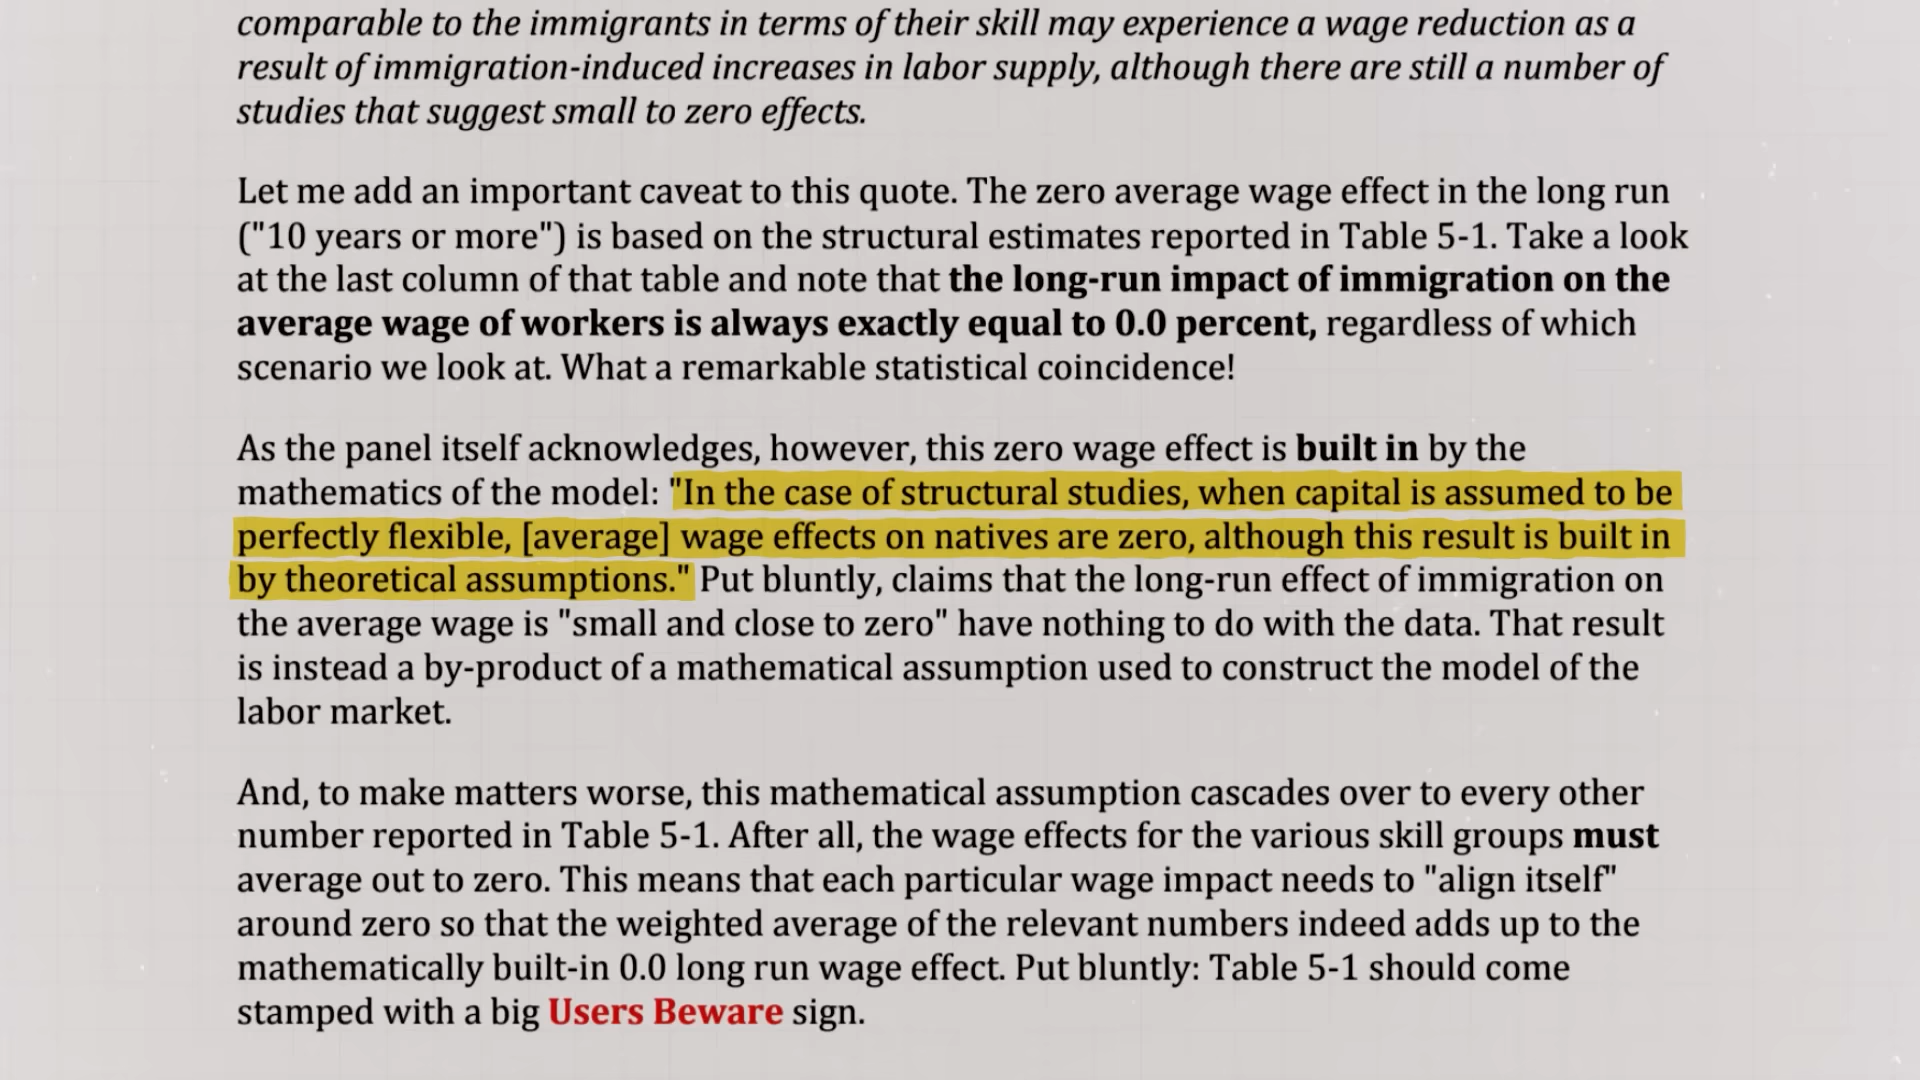 comparable to the immigrants in terms of their skill may experience a wage reduction as a
result of immigration-induced increases in labor supply, although there are still a number of
studies that suggest small to zero effects.
Let me add an important caveat to this quote. The zero average wage effect in the long run
("10 years or more") is based on the structural estimates reported in Table 5-1. Take a look
at the last column of that table and note that the long-run impact of immigration on the
average wage of workers is always exactly equal to 0.0 percent, regardless of which
scenario we look at. What a remarkable statistical coincidence!
As the panel itself acknowledges, however, this zero wage effect is built in by the
mathematics of the model: "In the case of structural studies, when capital is assumed to be
perfectly flexible, [average] wage effects on natives are zero, although this result is built in
by theoretical assumptions." Put bluntly, claims that the long-run effect of immigration on
the average wage is "small and close to zero" have nothing to do with the data. That result
is instead a by-product of a mathematical assumption used to construct the model of the
labor market.
And, to make matters worse, this mathematical assumption cascades over to every other
number reported in Table 5-1. After all, the wage effects for the various skill groups must
average out to zero. This means that each particular wage impact needs to "align itself"
around zero so that the weighted average of the relevant numbers indeed adds up to the
mathematically built-in 0.0 long run wage effect. Put bluntly: Table 5-1 should come
stamped with a big Users Beware sign.